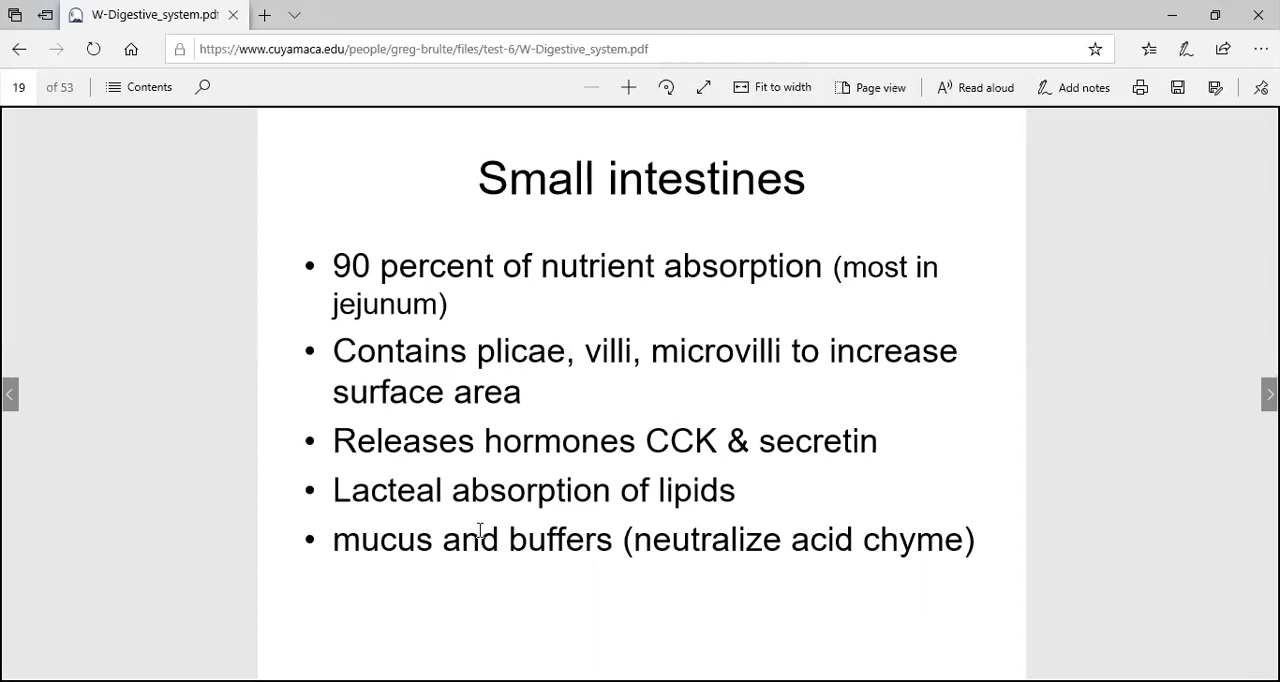 W-Digestive_system.pdf
https://www.cuyamaca.edu/people/greg-brulte/files/test-6/W-Digestive_system.pdf
19 of 53 Contents Fit to width Page view Read aloud Add notes
Small intestines
• 90 percent of nutrient absorption (most in
jejunum)
• Contains plicae, villi, microvilli to increase
surface area
• Releases hormones CCK & secretin
• Lacteal absorption of lipids
• mucus and buffers (neutralize acid chyme)